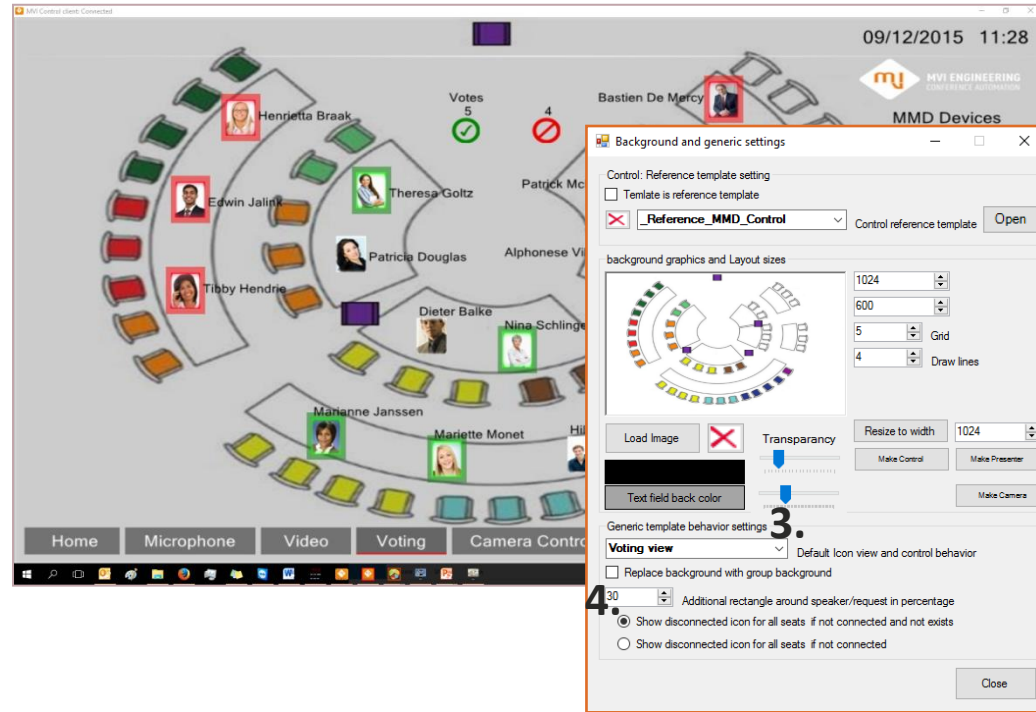 MVI Control client: Connected
09/12/2015 11:28
MVI ENGINEERING
CONFERENCE AUTOMATION
MMD Devices
Votes
5
4
Bastien De Mercy
Henrietta Braak
Theresa Goltz
Patrick Mc
Edwin Jalink
Patricia Douglas
Alphonese Vi
Tibby Hendrie
Dieter Balke
Nina Schlinge
Marianne Janssen
Mariette Monet
Hil
Home
Microphone
Video
Voting
Camera Contro
Background and generic settings
Control: Reference template setting
Temlate is reference template
_Reference_MMD_Control
Control reference template
Open
background graphics and Layout sizes
1024
600
5
Grid
4
Draw lines
Load Image
Transparancy
Resize to width
1024
Make Control
Make Presenter
Text field back color
Make Camera
Generic template behavior settings
3.
Voting view
Default Icon view and control behavior
Replace background with group background
4.
30
Additional rectangle around speaker/request in percentage
Show disconnected icon for all seats if not connected and not exists
Show disconnected icon for all seats if not connected
Close